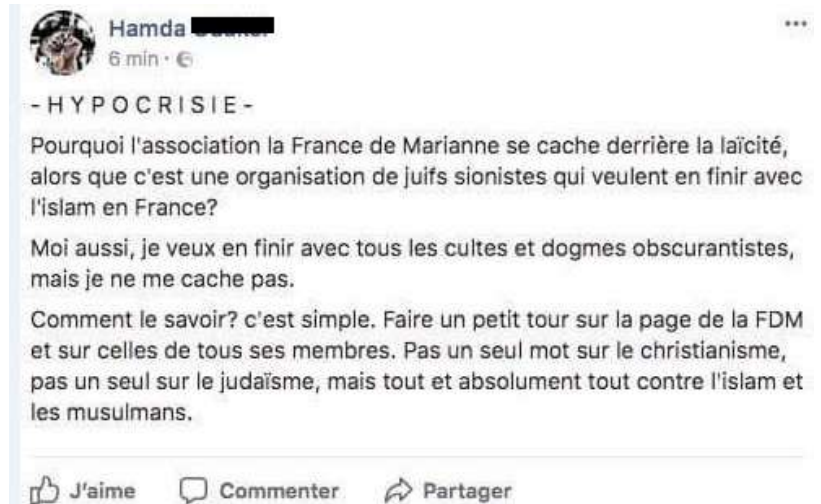 Hamda
6 min ·
- H Y P O C R I S I E -
Pourquoi l'association la France de Marianne se cache derrière la laïcité,
alors que c'est une organisation de juifs sionistes qui veulent en finir avec
l'islam en France?
Moi aussi, je veux en finir avec tous les cultes et dogmes obscurantistes,
mais je ne me cache pas.
Comment le savoir? c'est simple. Faire un petit tour sur la page de la FDM
et sur celles de tous ses membres. Pas un seul mot sur le christianisme,
pas un seul sur le judaïsme, mais tout et absolument tout contre l'islam et
les musulmans.
J'aime Commenter Partager